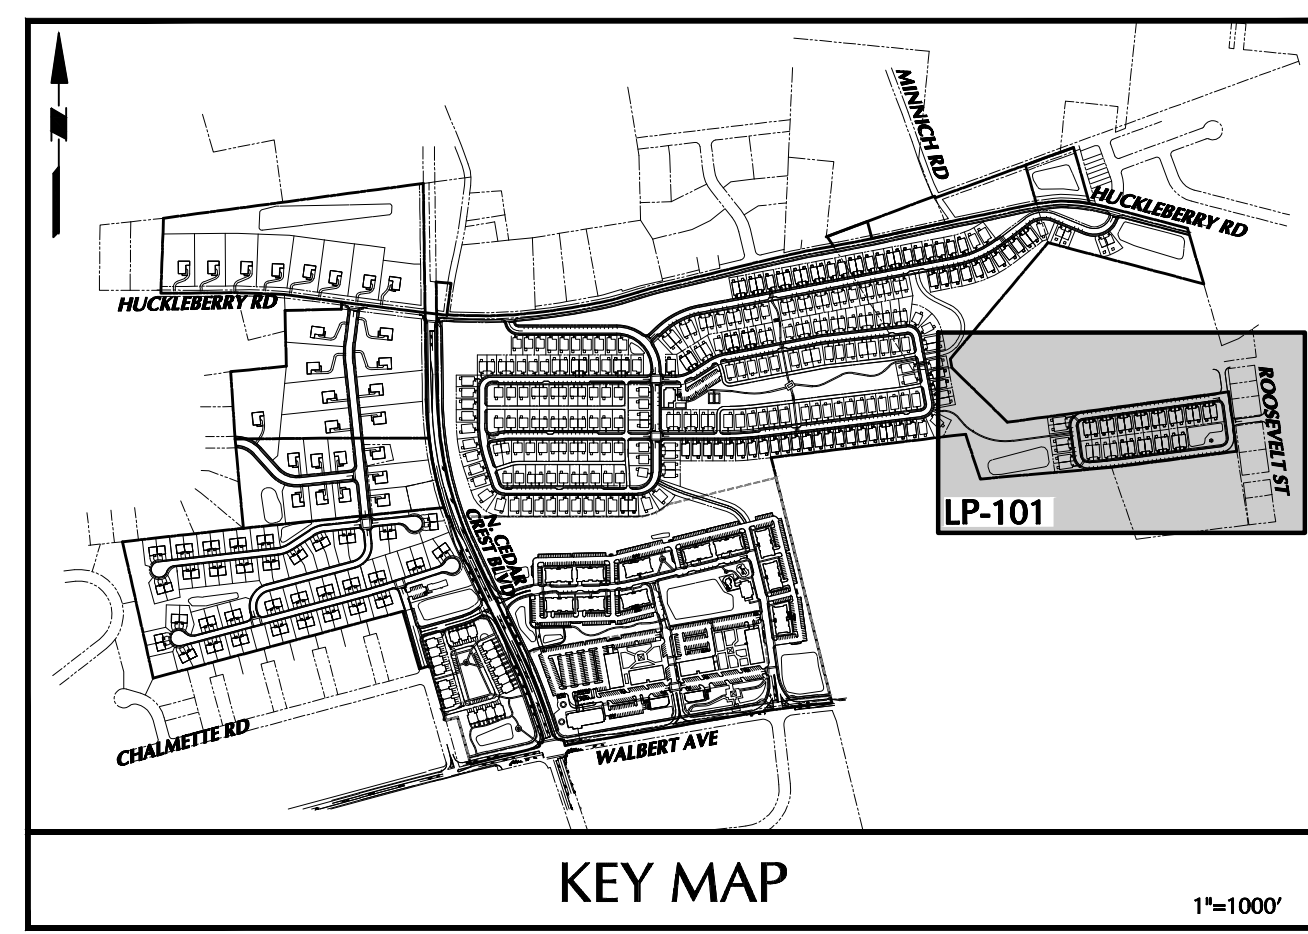 MINNICH RD
HUCKLEBERRY RD
HUCKLEBERRY RD
ROOSEVELT ST
LP-101
N. CEDAR
CREST BLVD
CHALMETTE RD
WALBERT AVE
KEY MAP
1"=1000'